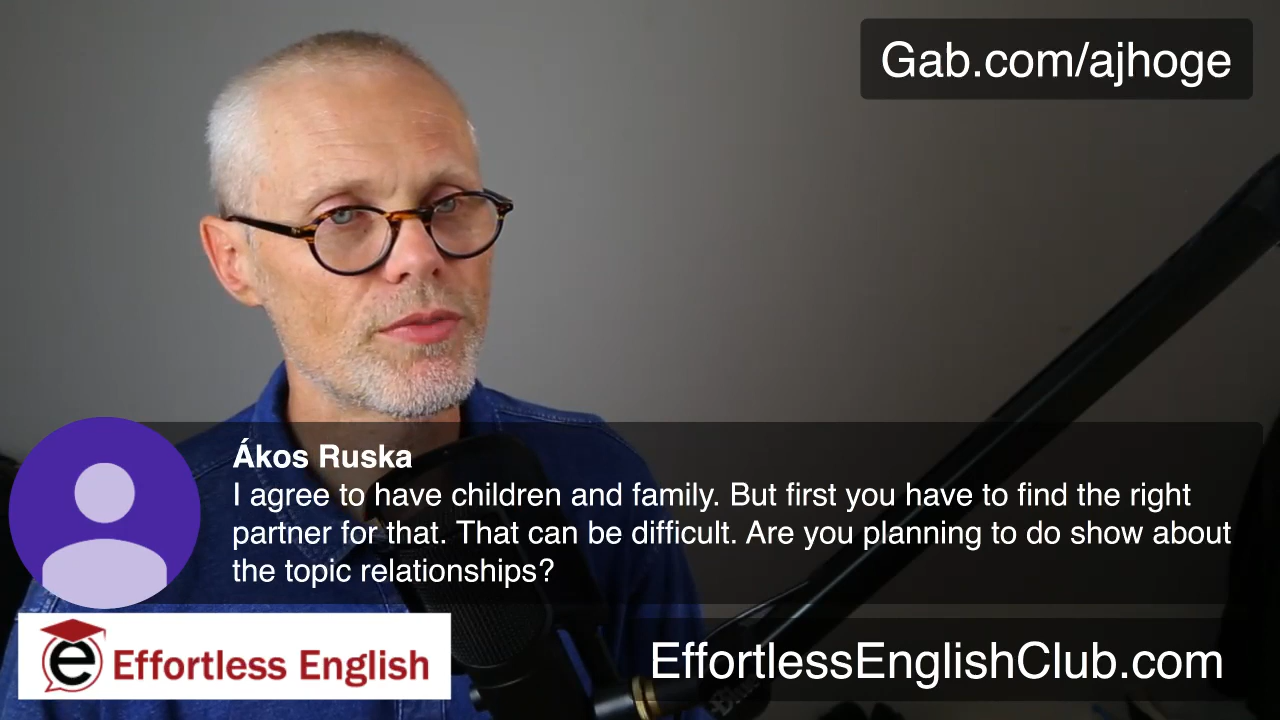 Gab.com/ajhoge
Ákos Ruska
I agree to have children and family. But first you have to find the right
partner for that. That can be difficult. Are you planning to do show about
the topic relationships?
e Effortless English
EffortlessEnglishClub.com